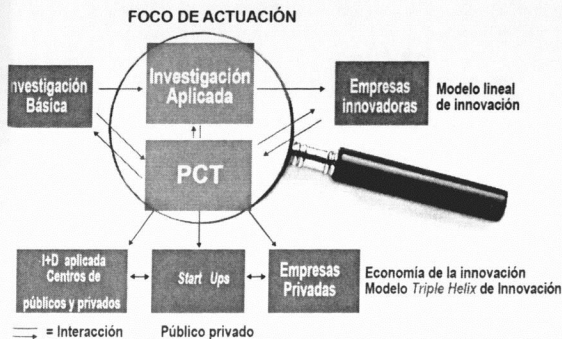 FOCO DE ACTUACIÓN
nvestigación
Básica
Investigación
Aplicada
Empresas
innovadoras
Modelo lineal
de innovación
PCT
I+D aplicada
Centros de
públicos y privados
Start Ups
Empresas
Privadas
Economía de la innovación
Modelo Triple Helix de Innovación
= Interacción
Público privado